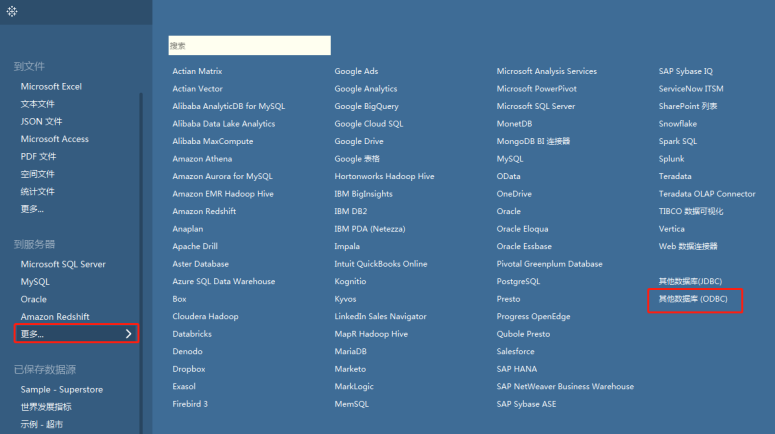 到文件
Microsoft Excel
文本文件
JSON 文件
Microsoft Access
PDF 文件
空间文件
统计文件
更多...
到服务器
Microsoft SQL Server
MySQL
Oracle
Amazon Redshift
更多...
已保存数据源
Sample - Superstore
世界发展指标
示例 - 超市
搜索
Actian Matrix
Actian Vector
Alibaba AnalyticDB for MySQL
Alibaba Data Lake Analytics
Alibaba MaxCompute
Amazon Athena
Amazon Aurora for MySQL
Amazon EMR Hadoop Hive
Amazon Redshift
Anaplan
Apache Drill
Aster Database
Azure SQL Data Warehouse
Box
Cloudera Hadoop
Databricks
Denodo
Dropbox
Exasol
Firebird 3
Google Ads
Google Analytics
Google BigQuery
Google Cloud SQL
Google Drive
Google 表格
Hortonworks Hadoop Hive
IBM BigInsights
IBM DB2
IBM PDA (Netezza)
Impala
Intuit QuickBooks Online
Kognitio
Kyvos
LinkedIn Sales Navigator
MapR Hadoop Hive
MariaDB
Marketo
MarkLogic
MemSQL
Microsoft Analysis Services
Microsoft PowerPivot
Microsoft SQL Server
MonetDB
MongoDB BI 连接器
MySQL
OData
OneDrive
Oracle
Oracle Eloqua
Oracle Essbase
Pivotal Greenplum Database
PostgreSQL
Presto
Progress OpenEdge
Qubole Presto
Salesforce
SAP HANA
SAP NetWeaver Business Warehouse
SAP Sybase ASE
SAP Sybase IQ
ServiceNow ITSM
SharePoint 列表
Snowflake
Spark SQL
Splunk
Teradata
Teradata OLAP Connector
TIBCO 数据可视化
Vertica
Web 数据连接器
其他数据库(JDBC)
其他数据库 (ODBC)